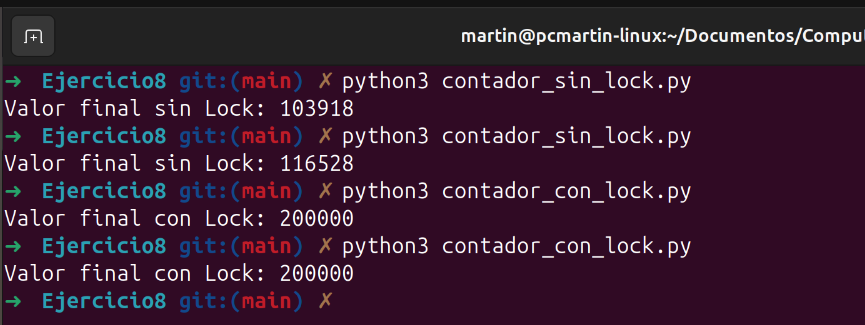 martin@pcmartin-linux:~/Documentos/Comput
➜  Ejercicio8 git:(main) ✗ python3 contador_sin_lock.py
Valor final sin Lock: 103918
➜  Ejercicio8 git:(main) ✗ python3 contador_sin_lock.py
Valor final sin Lock: 116528
➜  Ejercicio8 git:(main) ✗ python3 contador_con_lock.py
Valor final con Lock: 200000
➜  Ejercicio8 git:(main) ✗ python3 contador_con_lock.py
Valor final con Lock: 200000
➜  Ejercicio8 git:(main) ✗